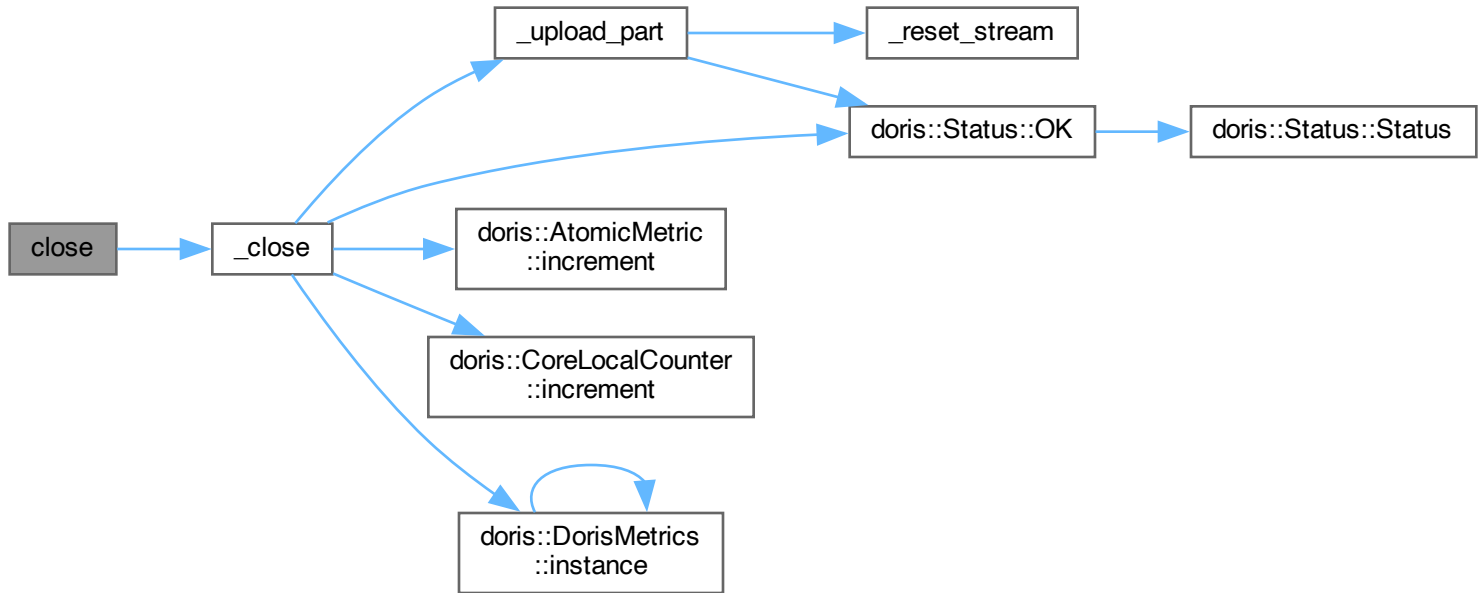 _upload_part
_reset_stream
doris::Status::OK
doris::Status::Status
close
_close
doris::AtomicMetric
::increment
doris::CoreLocalCounter
::increment
doris::DorisMetrics
::instance